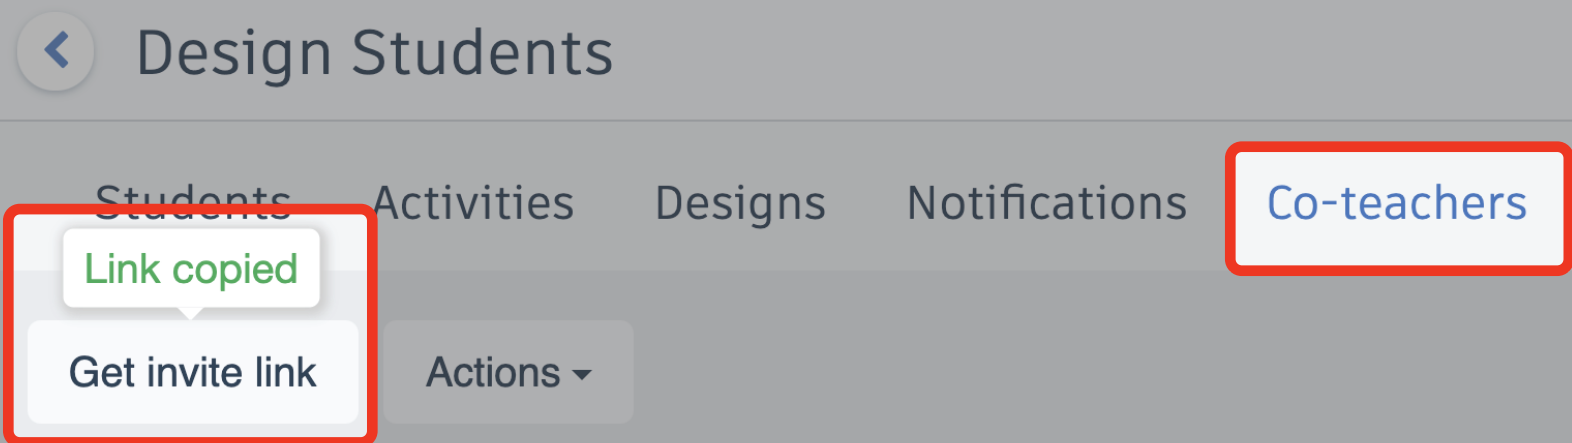 Design Students
Students Activities Designs Notifications Co-teachers
Link copied
Get invite link Actions